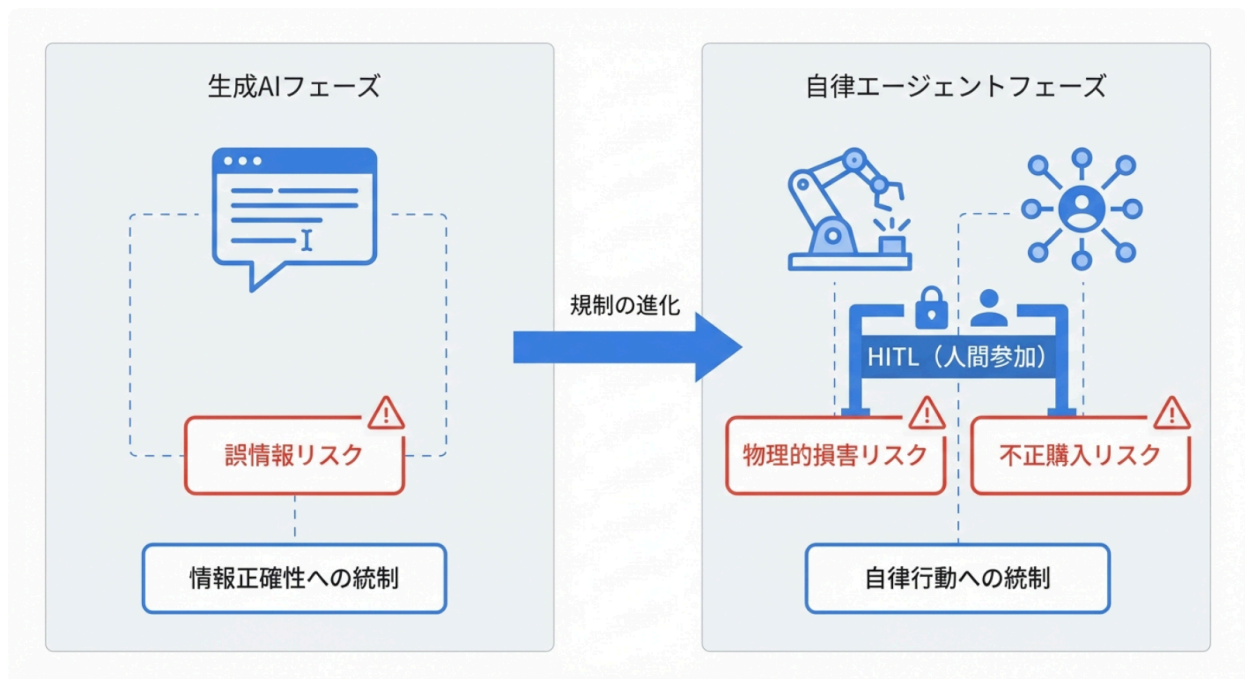 生成AIフェーズ
誤情報リスク
情報正確性への統制
規制の進化
自律エージェントフェーズ
HITL（人間参加）
物理的損害リスク
不正購入リスク
自律行動への統制